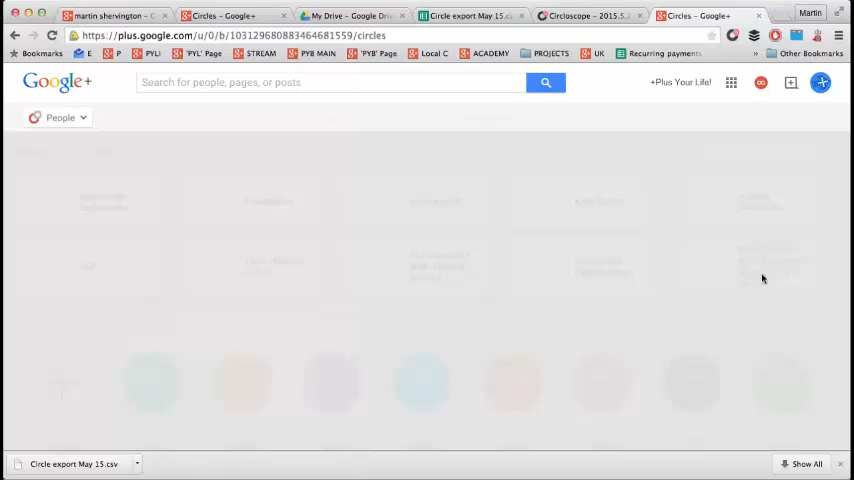 martin shervington - C
Circles - Google+
My Drive - Google Driv
Circle export May 15.cs
Circloscope - 2015.5.
Circles - Google+
Martin
https://plus.google.com/u/0/b/103129680883464681559/circles
Bookmarks
E
P
PYL!
'PYL' Page
STREAM
PYB MAIN
'PYB' Page
Local C
ACADEMY
PROJECTS
UK
Recurring payments
»
Other Bookmarks
Google+
Search for people, pages, or posts
+Plus Your Life!
People
Circle export May 15.csv
Show All